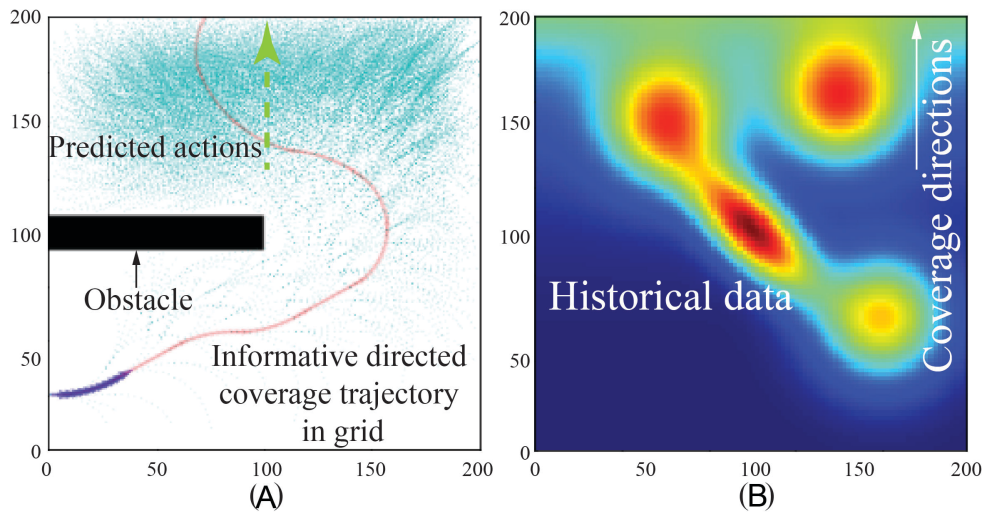 200
150
100
50
0
Predicted actions
Obstacle
Informative directed
coverage trajectory
in grid
0
50
100
150
200
(A)
200
150
100
50
0
Historical data
Coverage directions
0
50
100
150
200
(B)